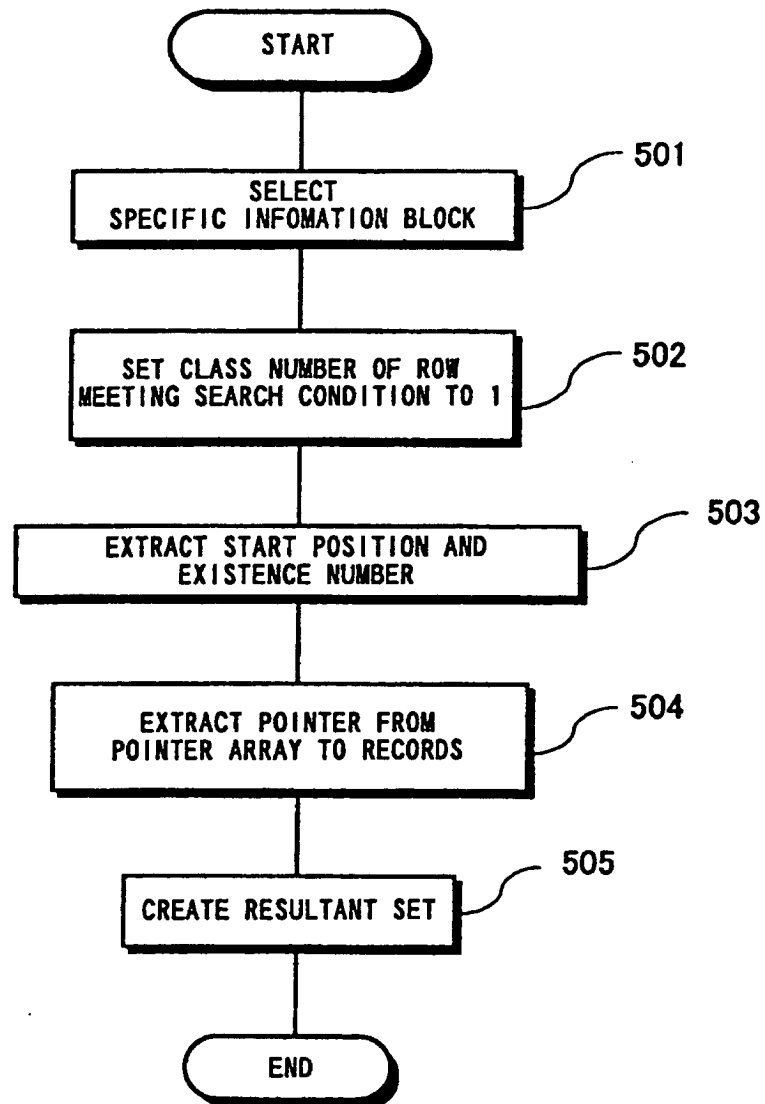 START
501
SELECT
SPECIFIC INFOMATION BLOCK
502
SET CLASS NUMBER OF ROW
MEETING SEARCH CONDITION TO 1
503
EXTRACT START POSITION AND
EXISTENCE NUMBER
504
EXTRACT POINTER FROM
POINTER ARRAY TO RECORDS
505
CREATE RESULTANT SET
END